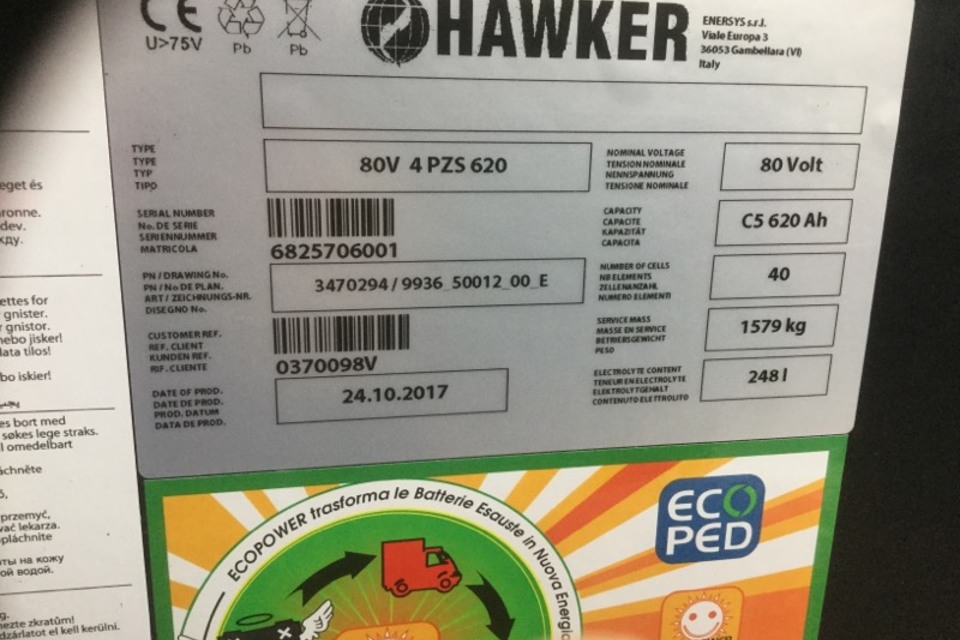 CE
U>75V
Pb
Pb
HAWKER
ENERSYS s.r.l.
Viale Europa 3
36053 Gambellara (VI)
Italy
TYPE
TYPE
TYP
TIPO
80V 4 PZS 620
NOMINAL VOLTAGE
TENSION NOMINALE
NENNSPANNUNG
TENSIONE NOMINALE
80 Volt
SERIAL NUMBER
No. DE SERIE
SERIENNUMMER
MATRICOLA
6825706001
CAPACITY
CAPACITE
KAPAZITÄT
CAPACITA
C5 620 Ah
PN / DRAWING No.
PN / No DE PLAN.
ART / ZEICHNUNGS-NR.
DISEGNO No.
3470294 / 9936_50012_00_E
NUMBER OF CELLS
NB ELEMENTS
ZELLENANZAHL
NUMERO ELEMENTI
40
CUSTOMER REF.
REF. CLIENT
KUNDEN REF.
RIF. CLIENTE
0370098V
SERVICE MASS
MASSE EN SERVICE
BETRIEBSGEWICHT
PESO
1579 kg
DATE OF PROD.
DATE DE PROD.
PROD. DATUM
DATA DE PROD.
24.10.2017
ELECTROLYTE CONTENT
TENEUR EN ELECTROLYTE
ELEKTROLYTGEHALT
CONTENUTO ELETTROLITO
248 l
eget és
ronne.
dev.
жду.
ettes for
gnister.
r gnistor.
nebo jisker!
lata tilos!
bo iskier!
es bort med
søkes lege straks.
l omedelbart
áchněte
przemyć,
wać lekarza.
opláchnite
ты на кожу
ой водой.
g.
nezte zkratům!
dzárlatot el kell kerülni.
ECOPOWER trasforma le Batterie Esauste in Nuova Energia
ECO
PED